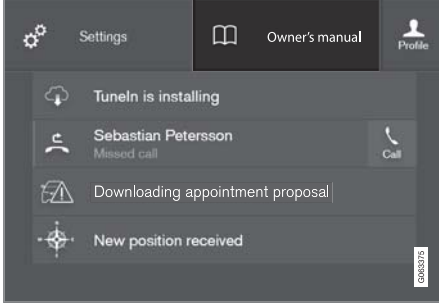 Settings
Owner's manual
Profile
TuneIn is installing
Sebastian Petersson
Missed call
Call
Downloading appointment proposal
New position received
G063375